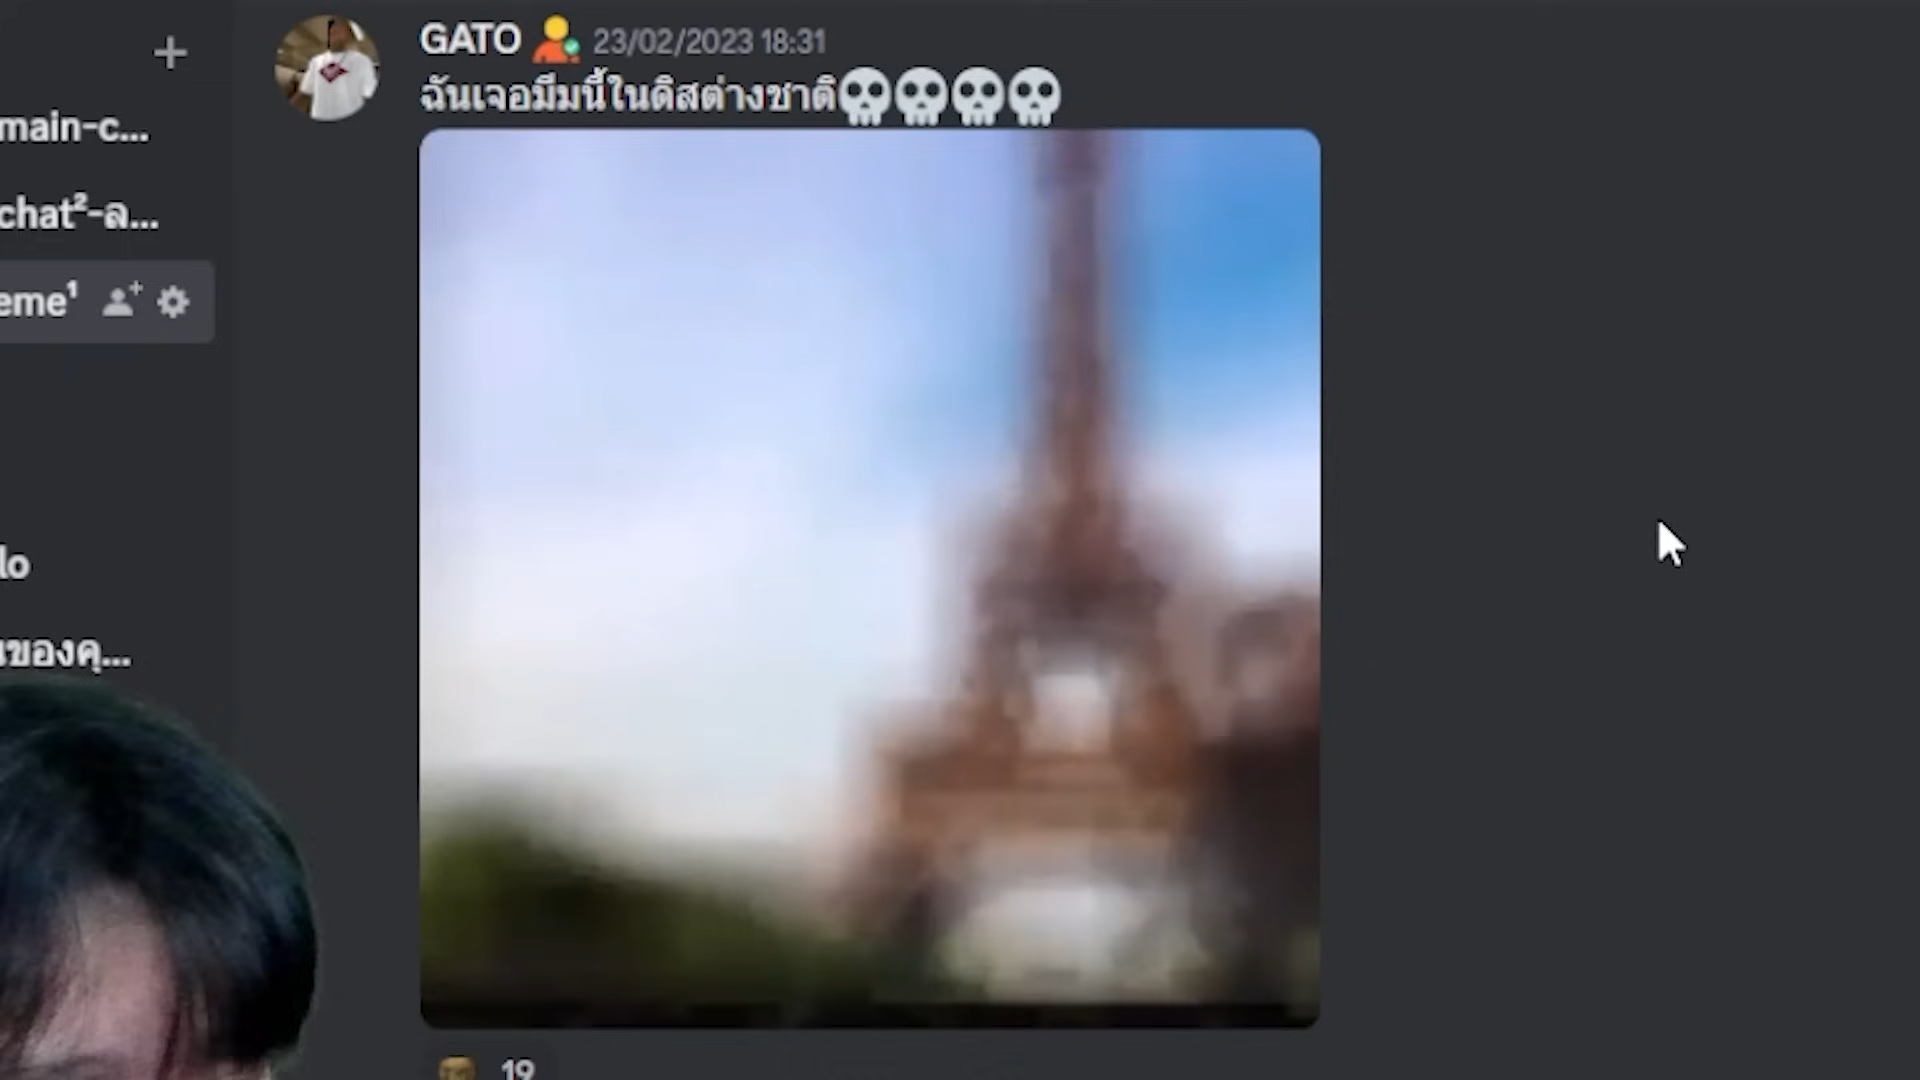 GATO 23/02/2023 18:31
ฉันเจอมีมนี้ในดิสต่างชาติ💀💀💀💀
main-c...
chat²-ล...
eme¹
lo
นของคุ...
19